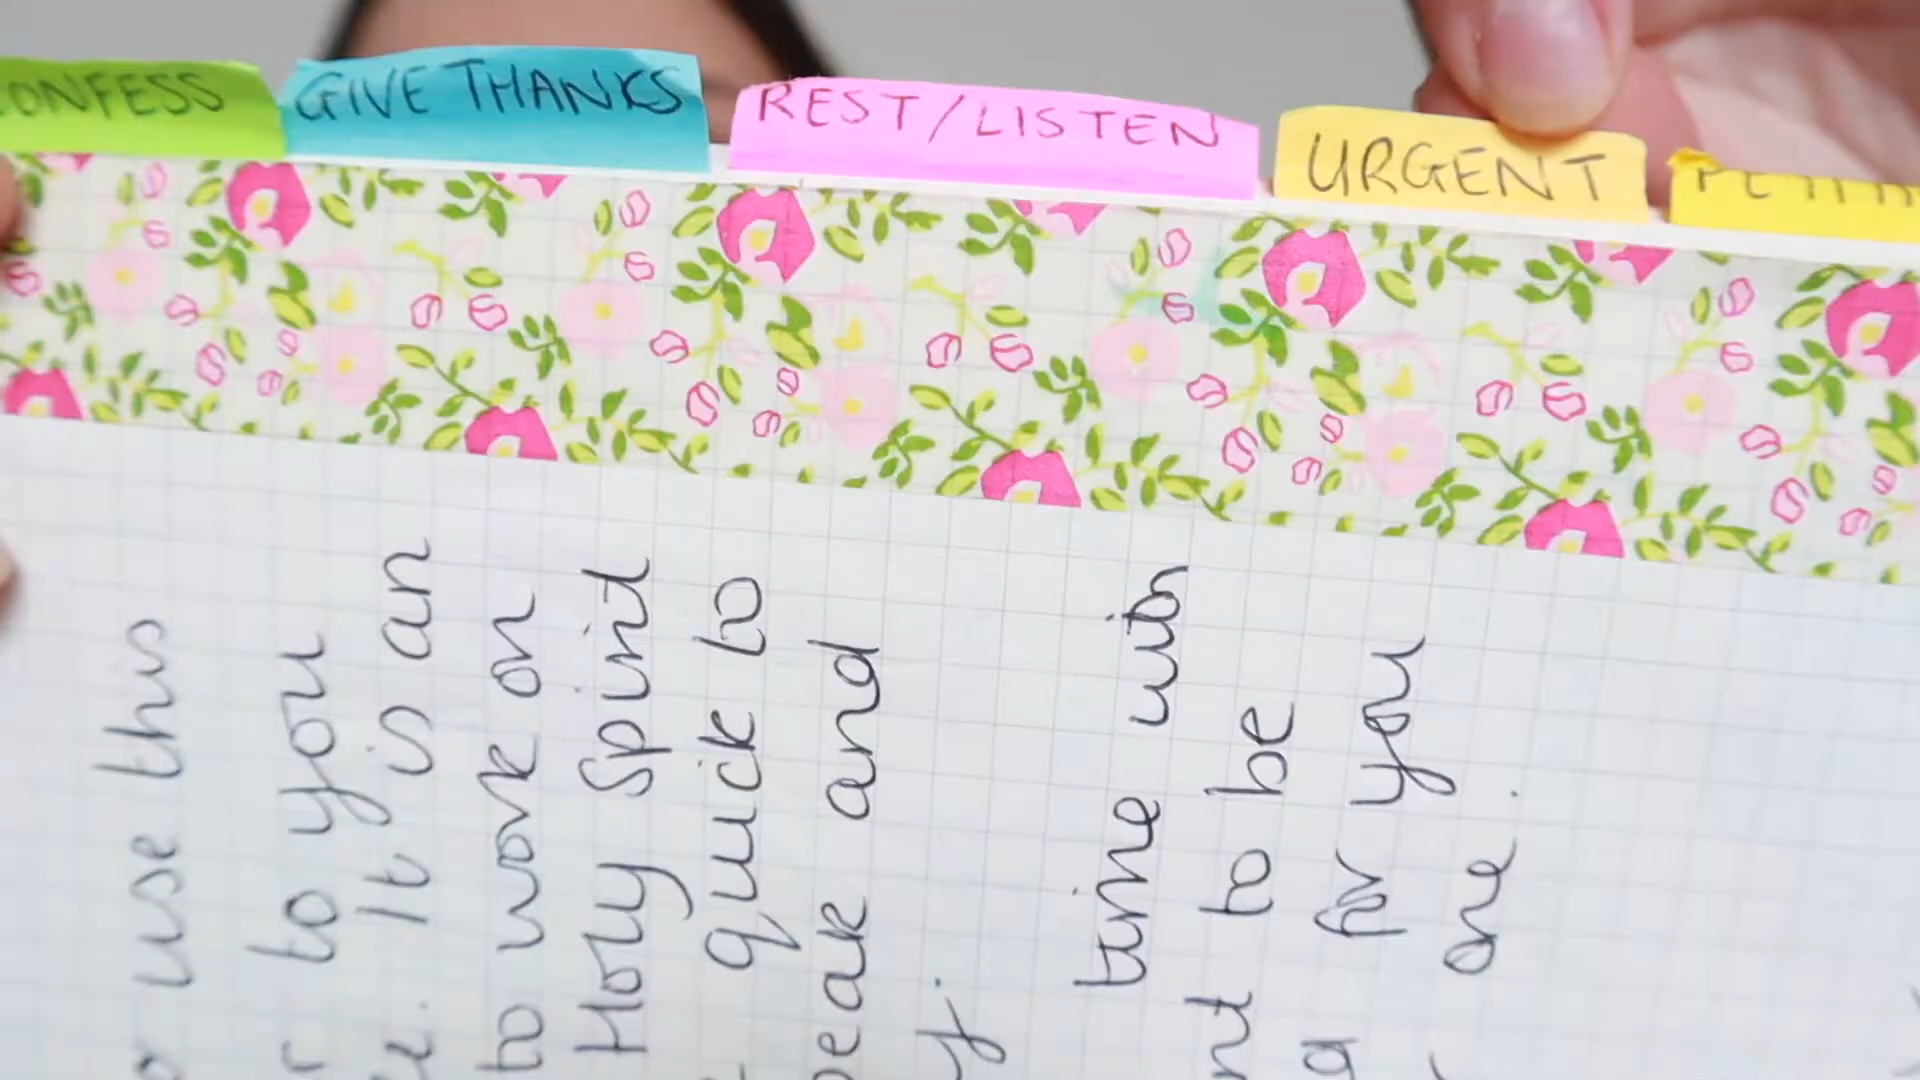 CONFESS
GIVE THANKS
REST/LISTEN
URGENT
use this
to you
It is an
to work on
Holy Spirit
quick to
and
time with
to be
for you
one.